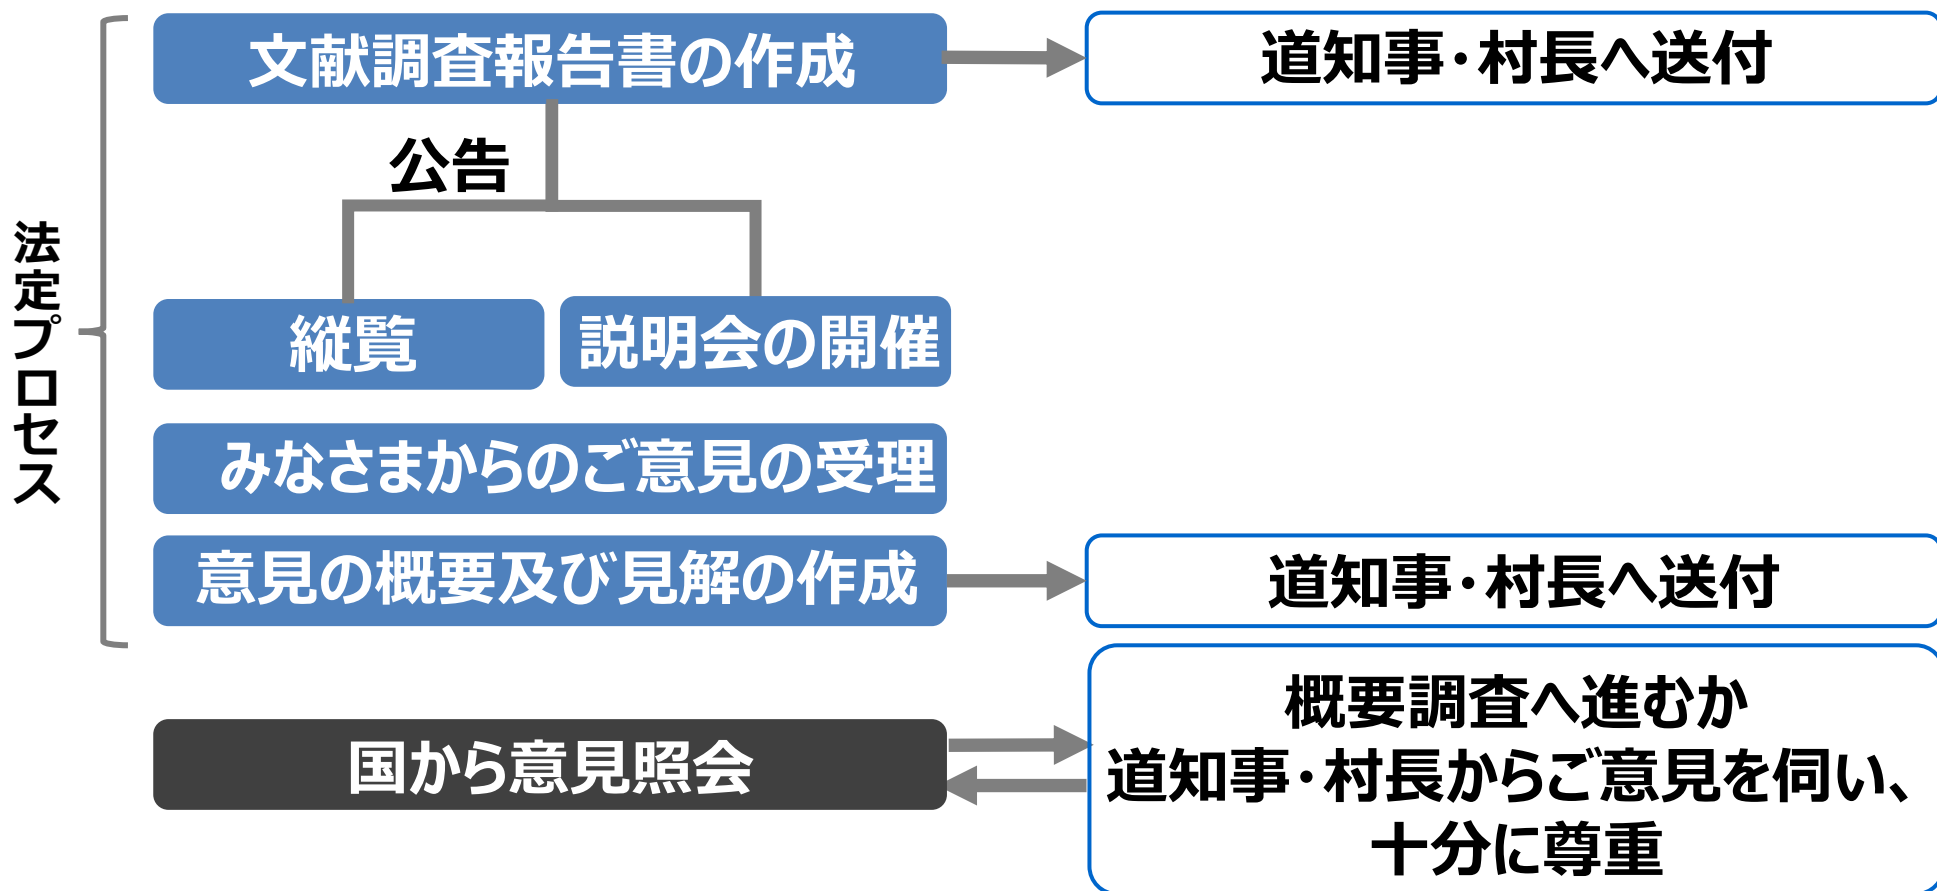 文献調査報告書の作成
道知事・村長へ送付
公告
法定プロセス
縦覧
説明会の開催
みなさまからのご意見の受理
意見の概要及び見解の作成
道知事・村長へ送付
国から意見照会
概要調査へ進むか
道知事・村長からご意見を伺い、
十分に尊重